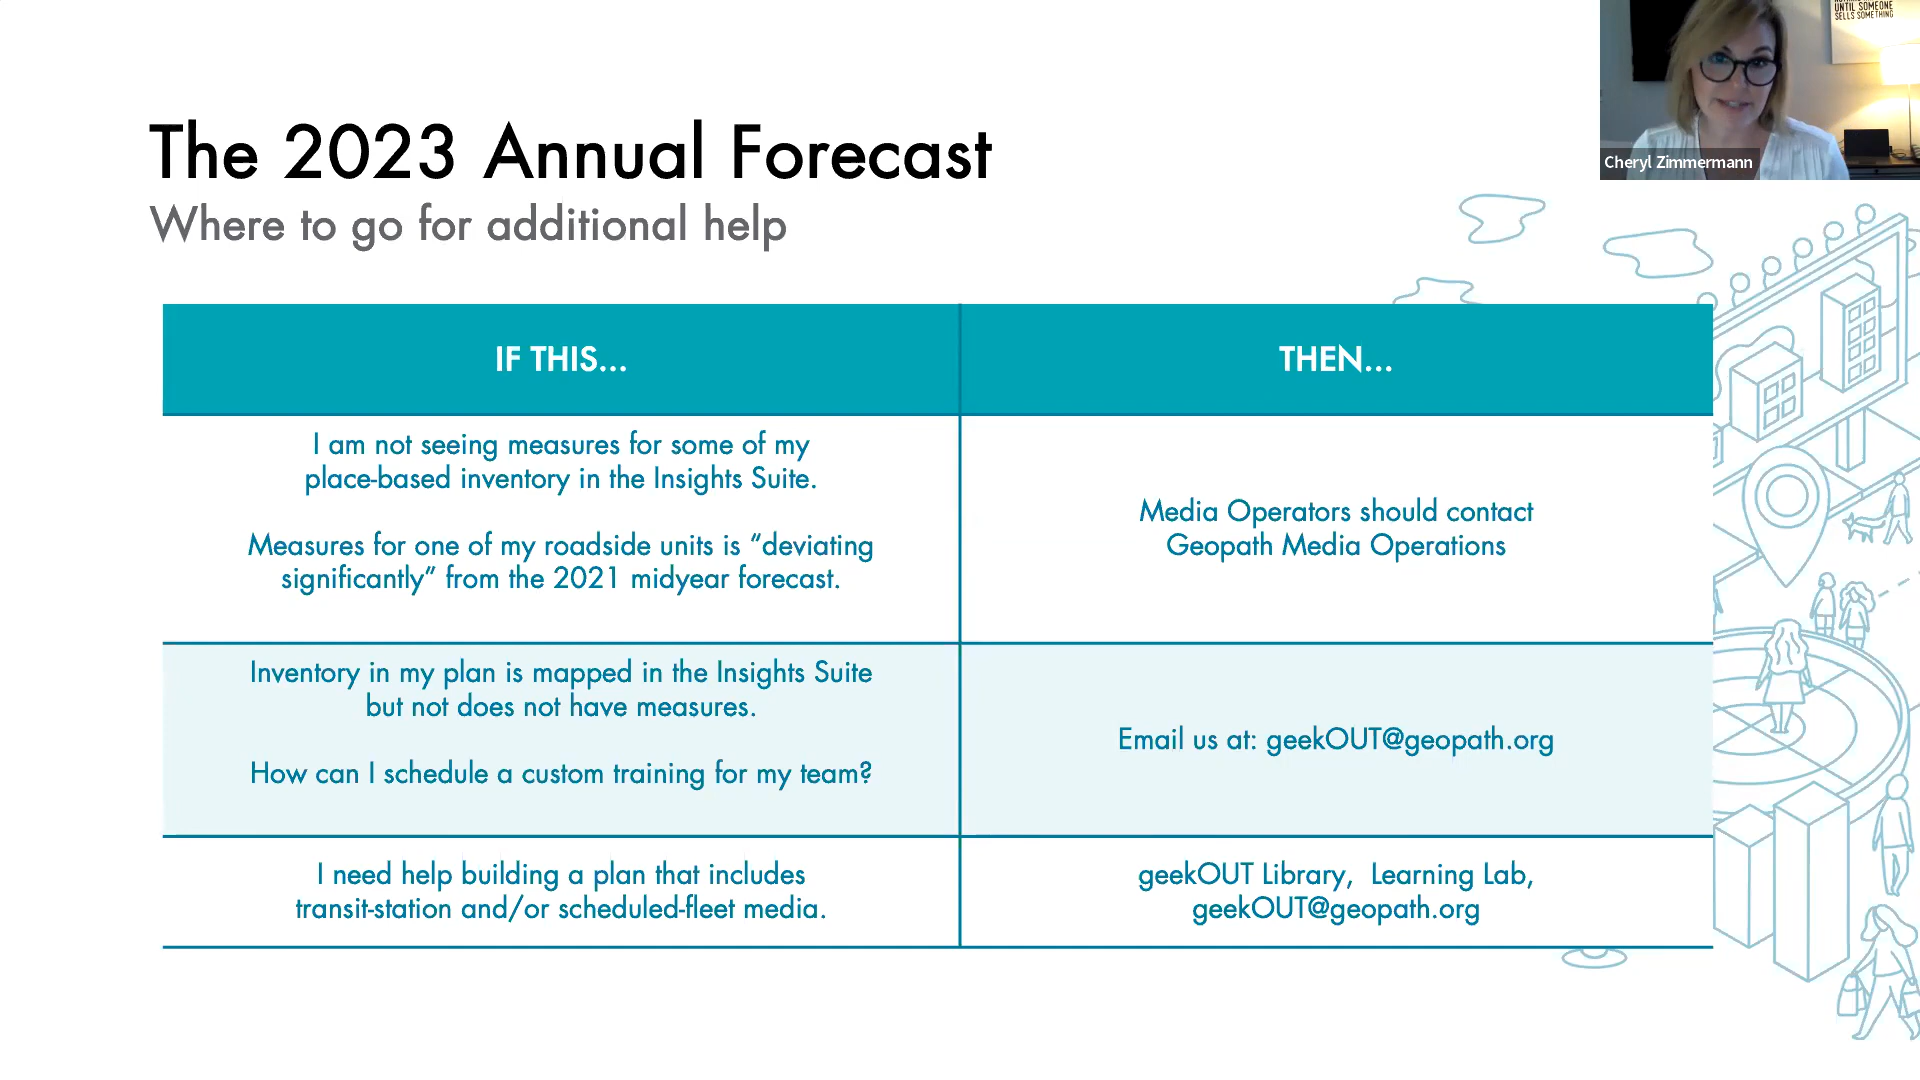 UNTIL SOMEONE
SELLS SOMETHING
Cheryl Zimmermann
The 2023 Annual Forecast
Where to go for additional help
IF THIS...
THEN...
I am not seeing measures for some of my
place-based inventory in the Insights Suite.
Measures for one of my roadside units is “deviating
significantly” from the 2021 midyear forecast.
Media Operators should contact
Geopath Media Operations
Inventory in my plan is mapped in the Insights Suite
but not does not have measures.
How can I schedule a custom training for my team?
Email us at: geekOUT@geopath.org
I need help building a plan that includes
transit-station and/or scheduled-fleet media.
geekOUT Library,  Learning Lab,
geekOUT@geopath.org